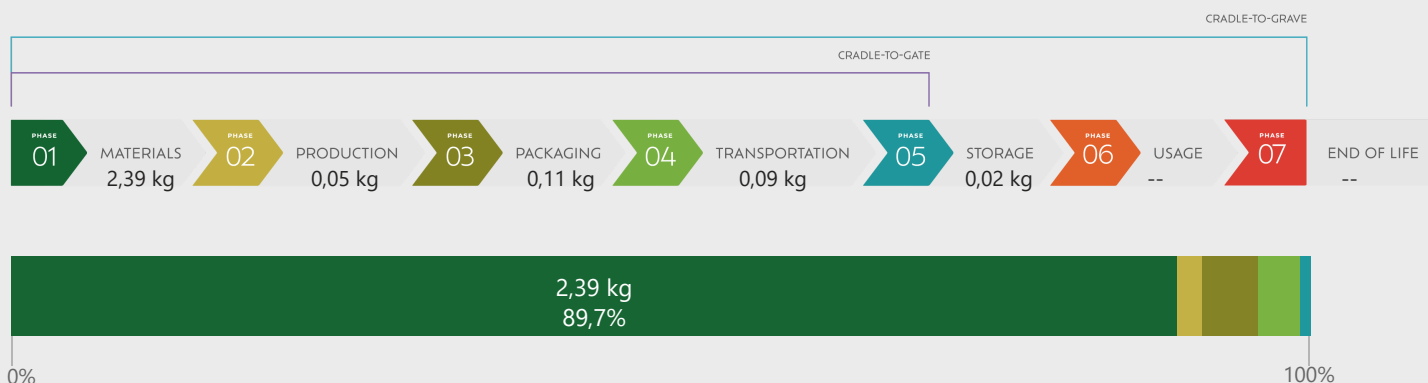 CRADLE-TO-GRAVE
CRADLE-TO-GATE
PHASE
01
MATERIALS
2,39 kg
PHASE
02
PRODUCTION
0,05 kg
PHASE
03
PACKAGING
0,11 kg
PHASE
04
TRANSPORTATION
0,09 kg
PHASE
05
STORAGE
0,02 kg
PHASE
06
USAGE
--
PHASE
07
END OF LIFE
--
2,39 kg
89,7%
0%
100%